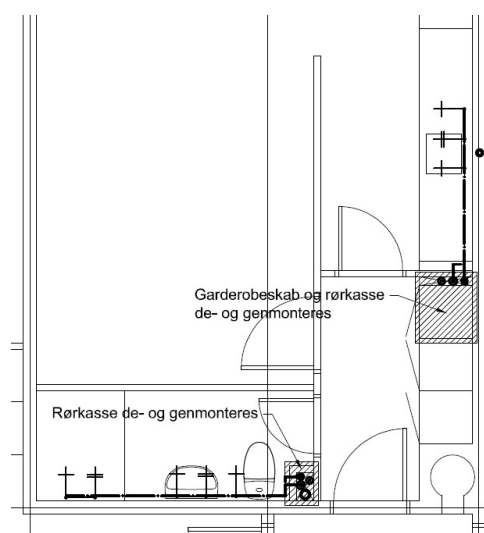 Garderobeskab og rørkasse
de- og genmonteres
Rørkasse de- og genmonteres